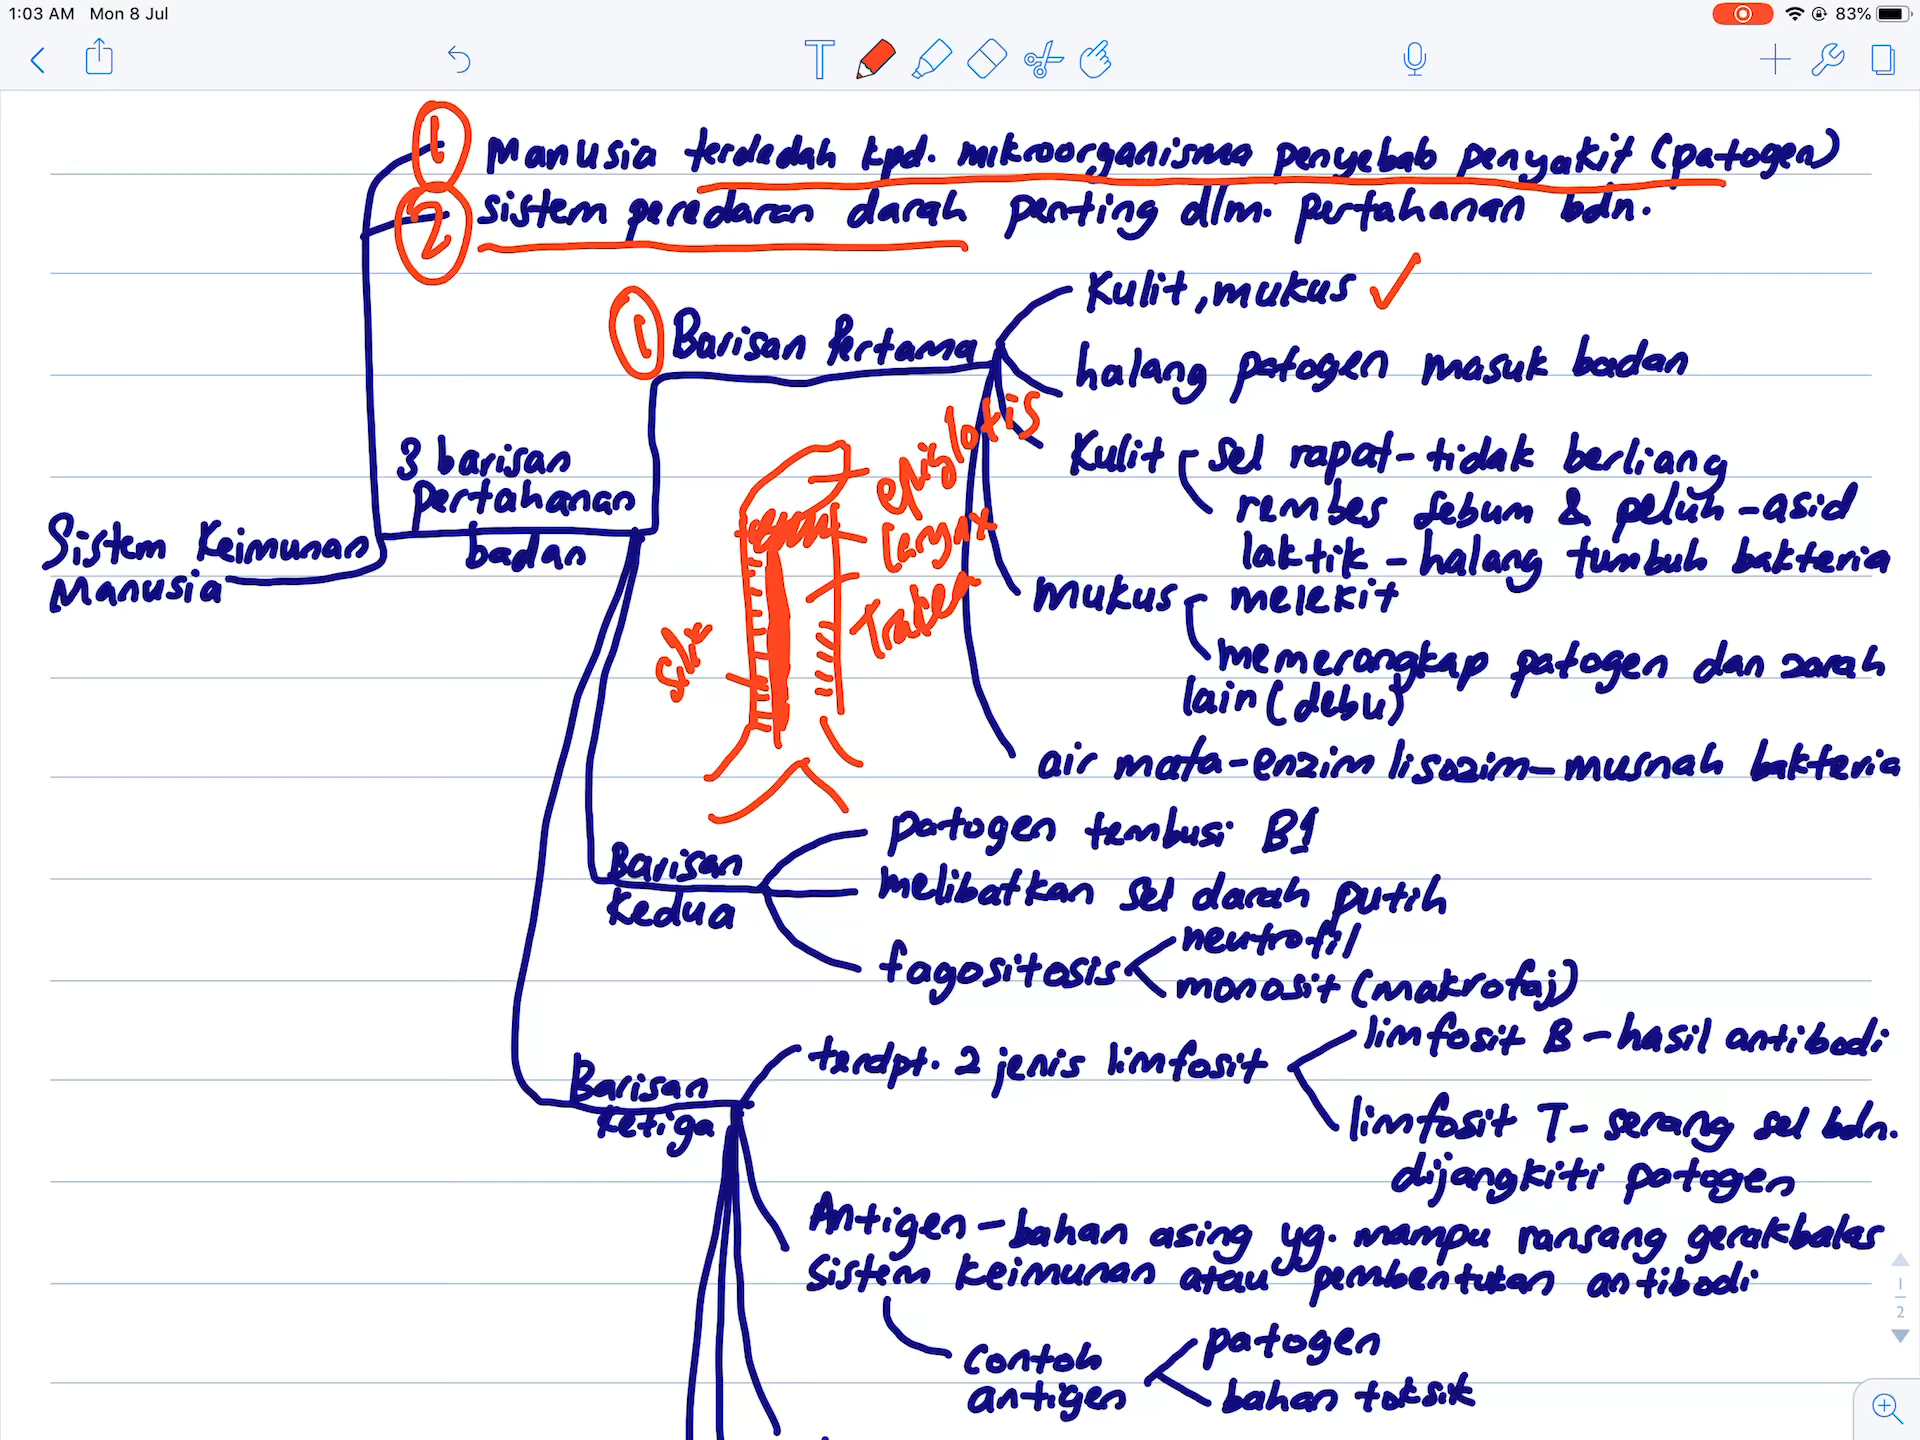 1:03 AM Mon 8 Jul
83%
1 Manusia terdedah kpd. mikroorganisma penyebab penyakit (patogen)
2 sistem peredaran darah penting dlm. pertahanan bdn.
Kulit, mukus ✓
1 Barisan Pertama
halang patogen masuk badan
epiglotis
3 barisan
pertahanan
badan
Kulit sel rapat - tidak berliang
rembes sebum & peluh - asid
laktik - halang tumbuh bakteria
Larynx
Sistem Keimunan
Manusia
mukus melekit
Trakea
memerangkap patogen dan zarah
lain (debu)
air mata - enzim lisozim - musnah bakteria
patogen tembusi B1
Barisan
Kedua
melibatkan sel darah putih
neutrofil
fagositosis
monosit (makrofaj)
limfosit B - hasil antibodi
terdpt. 2 jenis limfosit
Barisan
Ketiga
limfosit T - serang sel bdn.
dijangkiti patogen
Antigen - bahan asing yg. mampu ransang gerakbalas
sistem keimunan atau pembentukan antibodi
patogen
contoh
antigen
bahan toksik
1
2